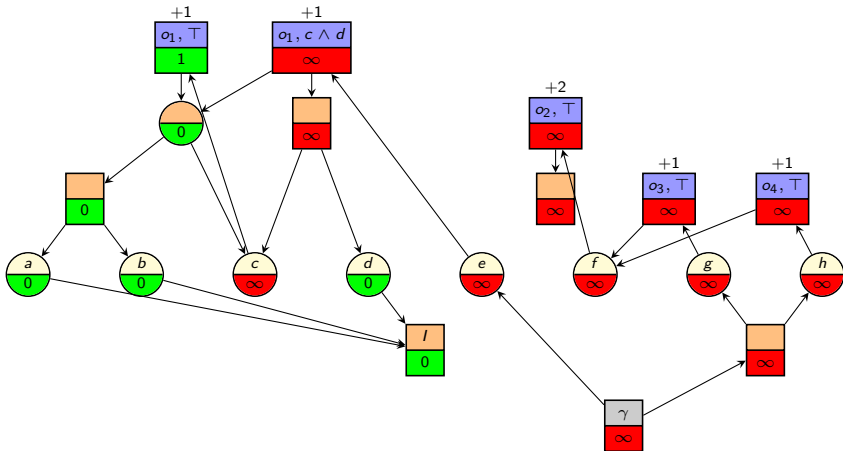 +1 +1
o₁, ⊤ o₁, c ∧ d
1 ∞
+2
o₂, ⊤
0 ∞ ∞
+1 +1
o₃, ⊤ o₄, ⊤
0 ∞ ∞ ∞
a b c d e f g h
0 0 ∞ 0 ∞ ∞ ∞ ∞
I
0 ∞
γ
∞